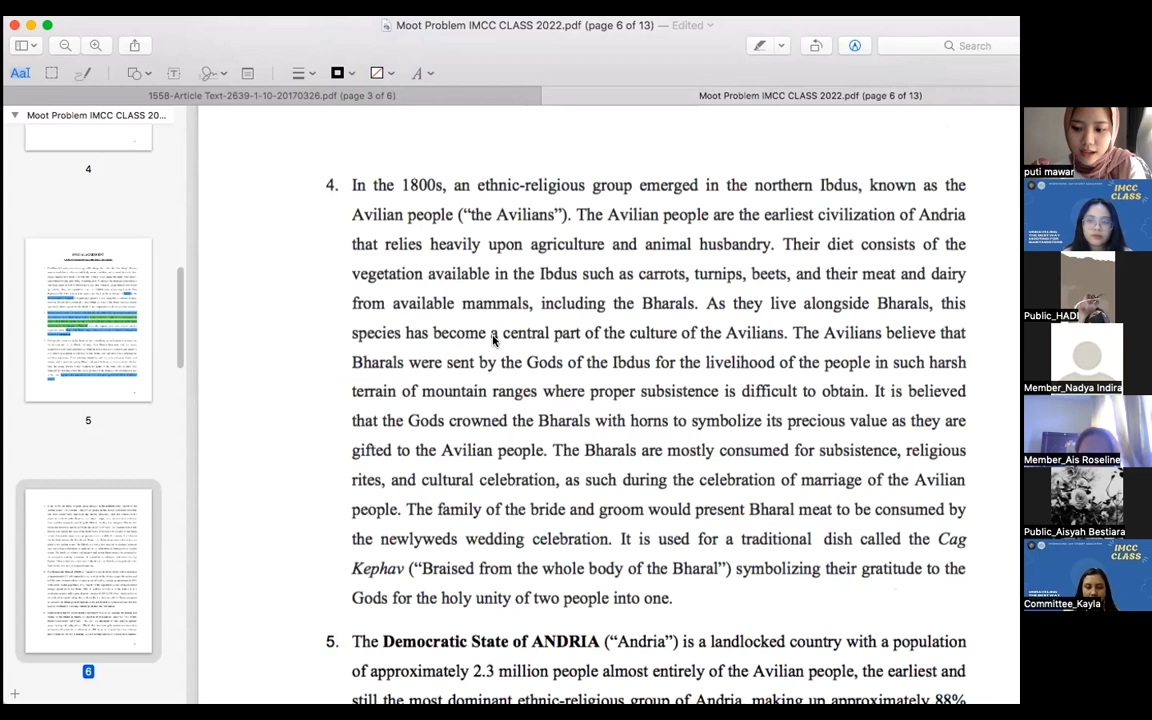 Moot Problem IMCC CLASS 2022.pdf (page 6 of 13) — Edited
Search
AaI
1558-Article Text-2639-1-10-20170326.pdf (page 3 of 6)
Moot Problem IMCC CLASS 2022.pdf (page 6 of 13)
Moot Problem IMCC CLASS 20...
4
5
6
4. In the 1800s, an ethnic-religious group emerged in the northern Ibdus, known as the
Avilian people (“the Avilians”). The Avilian people are the earliest civilization of Andria
that relies heavily upon agriculture and animal husbandry. Their diet consists of the
vegetation available in the Ibdus such as carrots, turnips, beets, and their meat and dairy
from available mammals, including the Bharals. As they live alongside Bharals, this
species has become a central part of the culture of the Avilians. The Avilians believe that
Bharals were sent by the Gods of the Ibdus for the livelihood of the people in such harsh
terrain of mountain ranges where proper subsistence is difficult to obtain. It is believed
that the Gods crowned the Bharals with horns to symbolize its precious value as they are
gifted to the Avilian people. The Bharals are mostly consumed for subsistence, religious
rites, and cultural celebration, as such during the celebration of marriage of the Avilian
people. The family of the bride and groom would present Bharal meat to be consumed by
the newlyweds wedding celebration. It is used for a traditional dish called the Cag
Kephav (“Braised from the whole body of the Bharal”) symbolizing their gratitude to the
Gods for the holy unity of two people into one.
5. The Democratic State of ANDRIA (“Andria”) is a landlocked country with a population
of approximately 2.3 million people almost entirely of the Avilian people, the earliest and
still the most dominant ethnic-religious group of Andria, making up approximately 88%
puti mawar
IMCC
CLASS
Public_HADI
Member_Nadya Indira
Member_Ais Roseline
Public_Aisyah Bestiara
IMCC
CLASS
Committee_Kayla